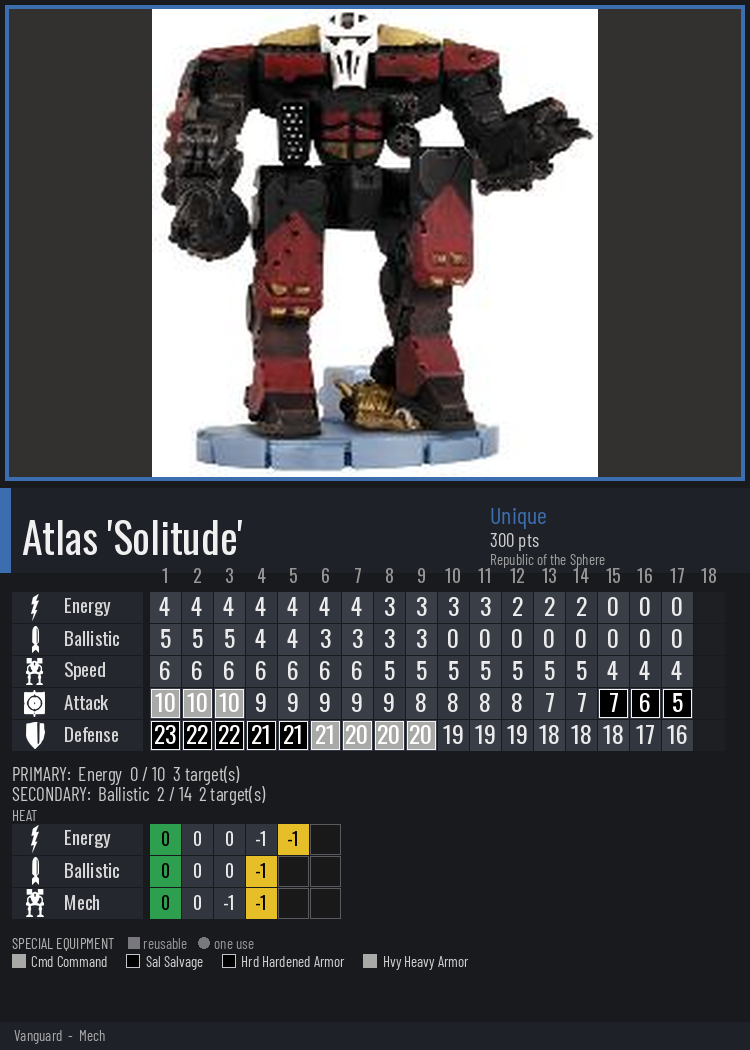 Atlas 'Solitude'
Unique
300 pts
Republic of the Sphere
1 2 3 4 5 6 7 8 9 10 11 12 13 14 15 16 17 18
Energy 4 4 4 4 4 4 4 3 3 3 3 2 2 2 0 0 0
Ballistic 5 5 5 4 4 3 3 3 3 0 0 0 0 0 0 0 0
Speed 6 6 6 6 6 6 6 5 5 5 5 5 5 5 4 4 4
Attack 10 10 10 9 9 9 9 9 8 8 8 8 7 7 7 6 5
Defense 23 22 22 21 21 21 20 20 20 19 19 19 18 18 18 17 16
PRIMARY: Energy 0 / 10 3 target(s)
SECONDARY: Ballistic 2 / 14 2 target(s)
HEAT
Energy 0 0 0 -1 -1
Ballistic 0 0 0 -1
Mech 0 0 -1 -1
SPECIAL EQUIPMENT reusable one use
Cmd Command Sal Salvage Hrd Hardened Armor Hvy Heavy Armor
Vanguard - Mech